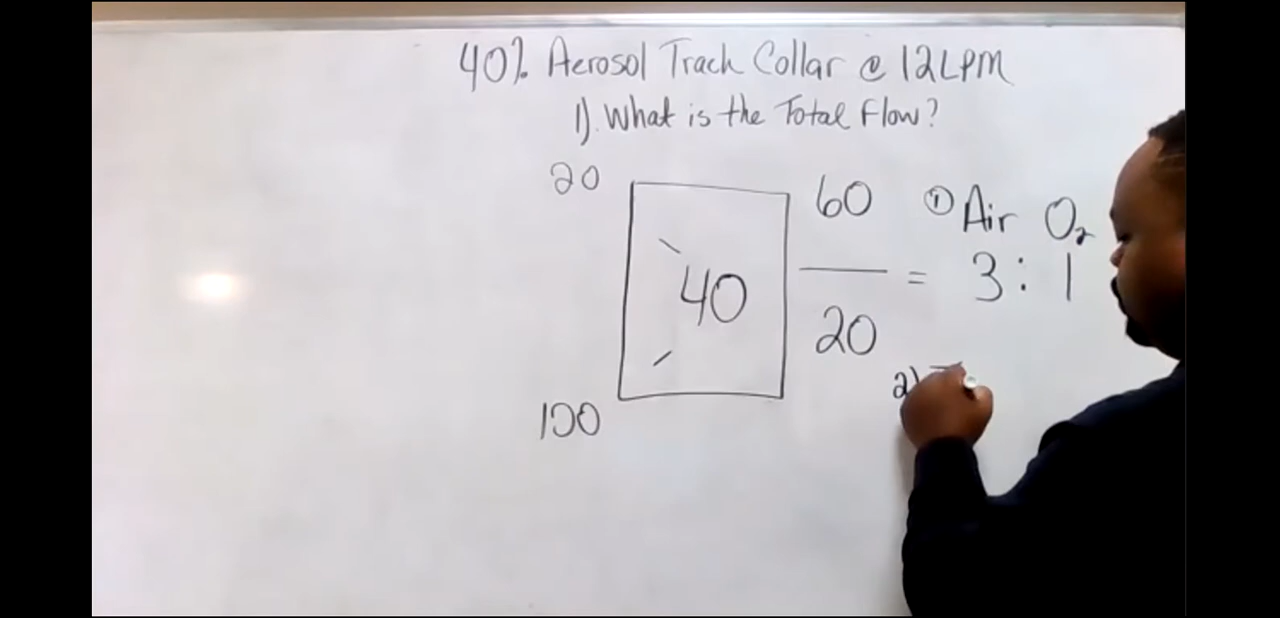 40% Aerosol Trach Collar @ 12LPM
1). What is the Total Flow?
20
60
① Air O₂
40
= 3 : 1
20
2)
100